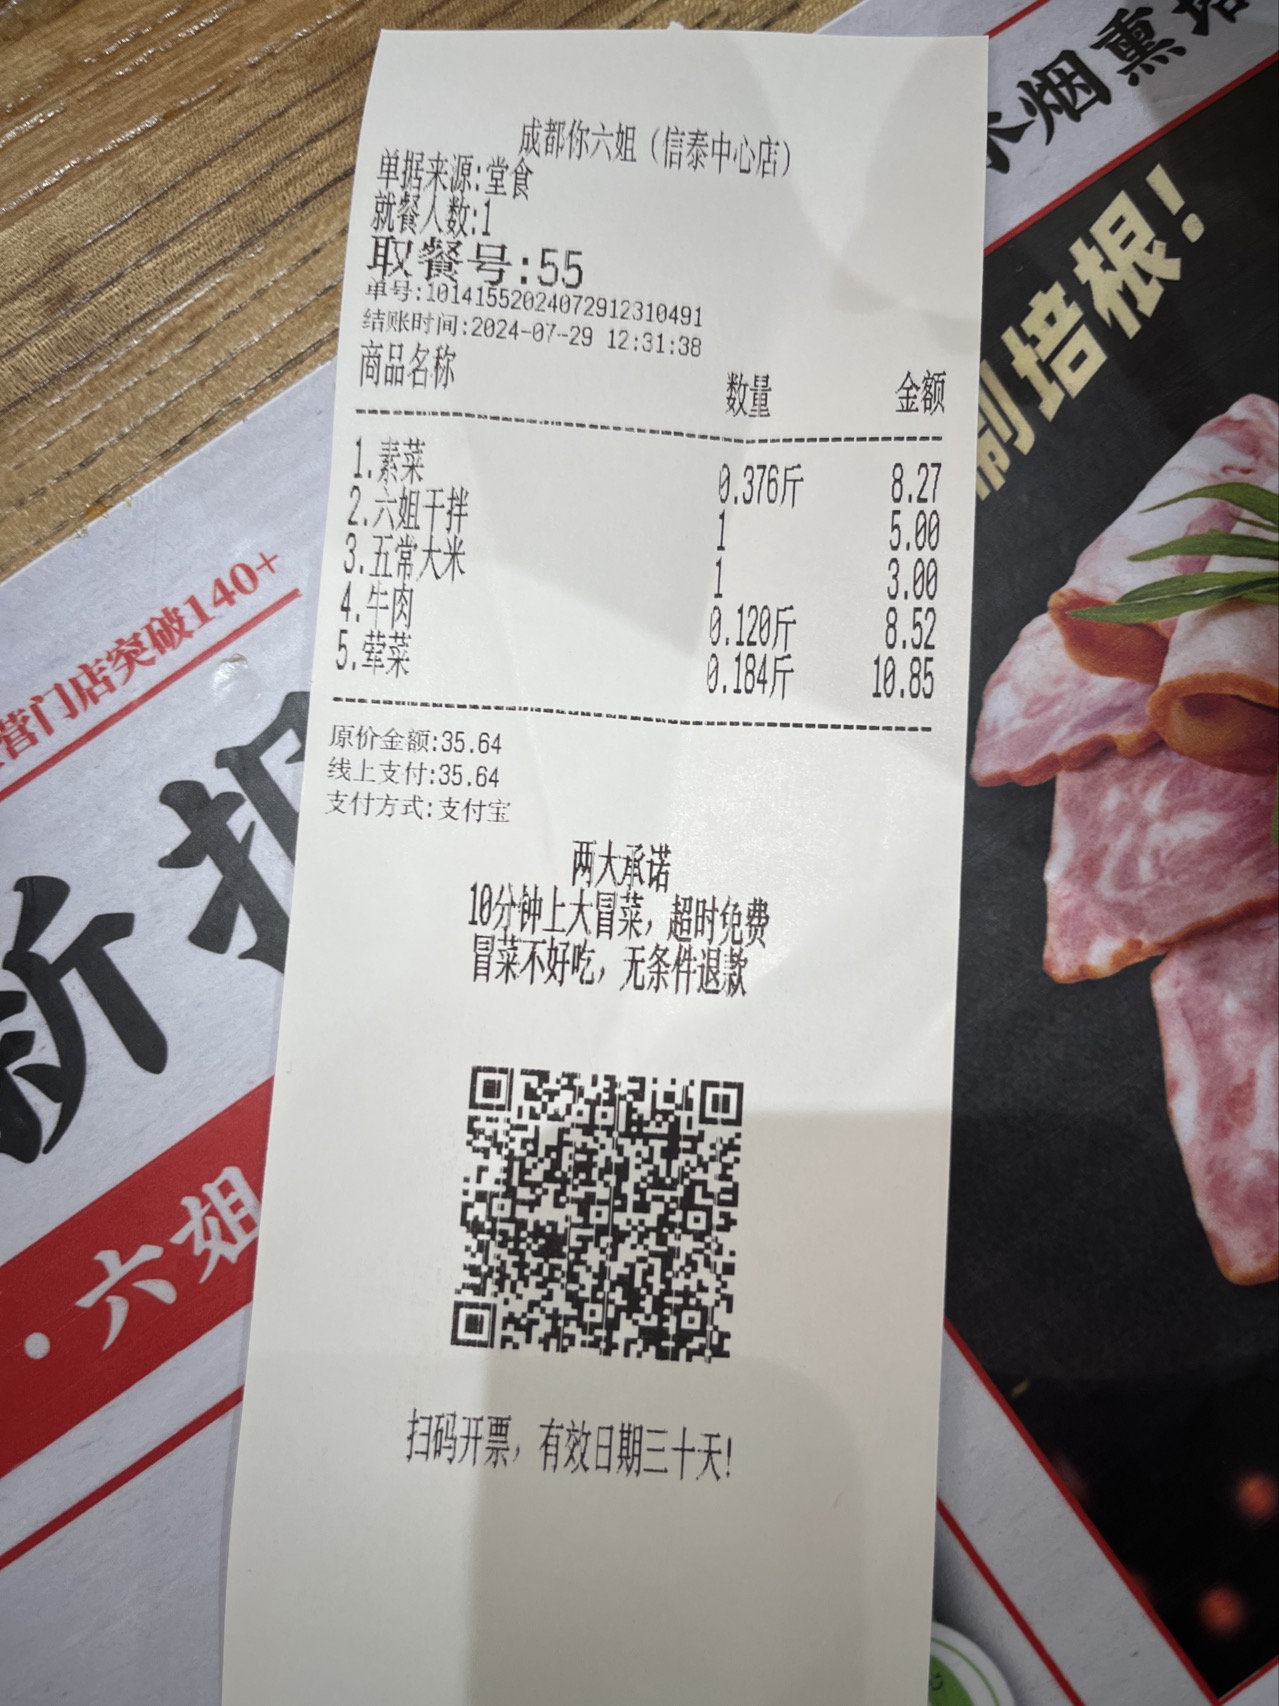 成都你六姐（信泰中心店）
单据来源:堂食
就餐人数:1
取餐号:55
单号:10141552024072912310491
结账时间:2024-07-29 12:31:38
商品名称 数量 金额
1.素菜 0.376斤 8.27
2.六姐干拌 1 5.00
3.五常大米 1 3.00
4.牛肉 0.120斤 8.52
5.荤菜 0.184斤 10.85
原价金额:35.64
线上支付:35.64
支付方式:支付宝
两大承诺
10分钟上大冒菜，超时免费
冒菜不好吃，无条件退款
扫码开票，有效日期三十天!
营门店突破140+
新
·六姐
烟熏培
制培根!